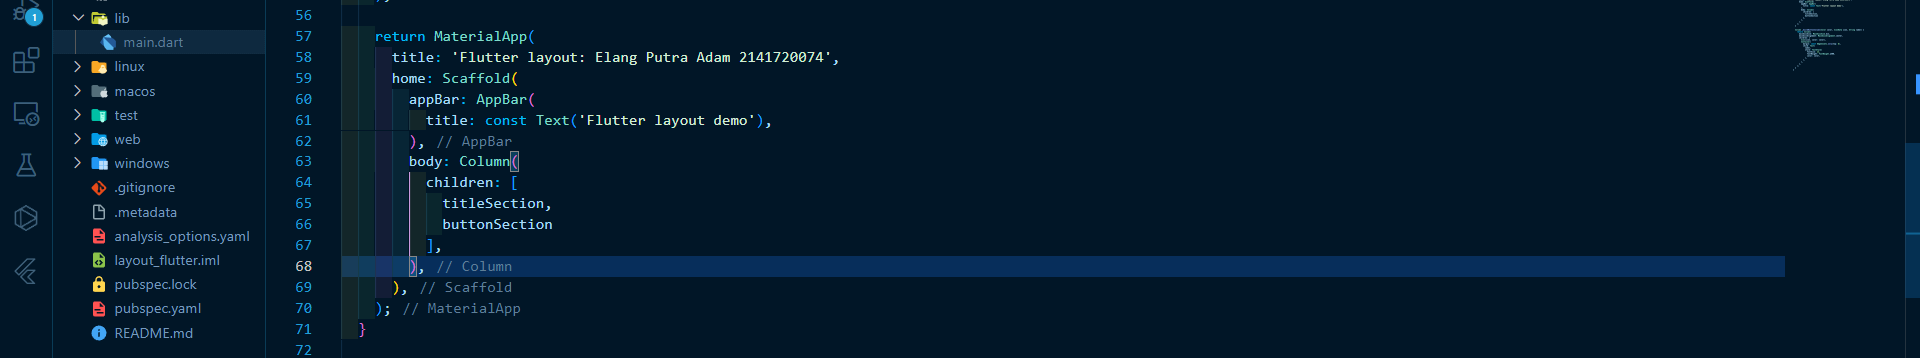 1
lib
main.dart
linux
macos
test
web
windows
.gitignore
.metadata
analysis_options.yaml
layout_flutter.iml
pubspec.lock
pubspec.yaml
README.md
56
57 return MaterialApp(
58 title: 'Flutter layout: Elang Putra Adam 2141720074',
59 home: Scaffold(
60 appBar: AppBar(
61 title: const Text('Flutter layout demo'),
62 ), // AppBar
63 body: Column(
64 children: [
65 titleSection,
66 buttonSection
67 ],
68 ), // Column
69 ), // Scaffold
70 ); // MaterialApp
71 }
72